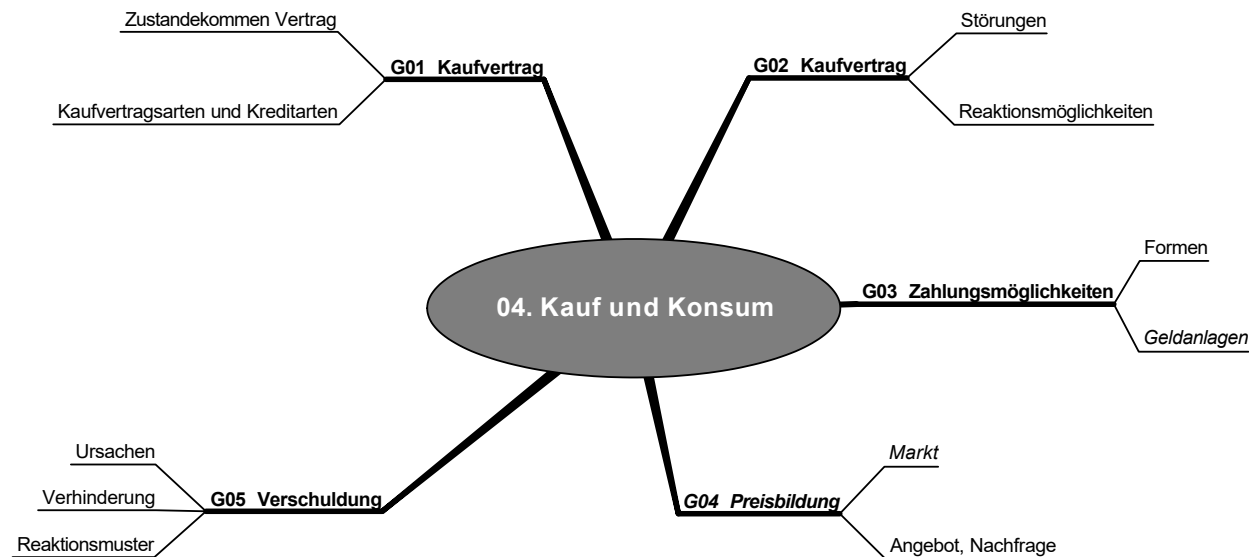 Zustandekommen Vertrag
G01 Kaufvertrag
Kaufvertragsarten und Kreditarten
Störungen
G02 Kaufvertrag
Reaktionsmöglichkeiten
04. Kauf und Konsum
Formen
G03 Zahlungsmöglichkeiten
Geldanlagen
Ursachen
Verhinderung
G05 Verschuldung
Reaktionsmuster
Markt
G04 Preisbildung
Angebot, Nachfrage